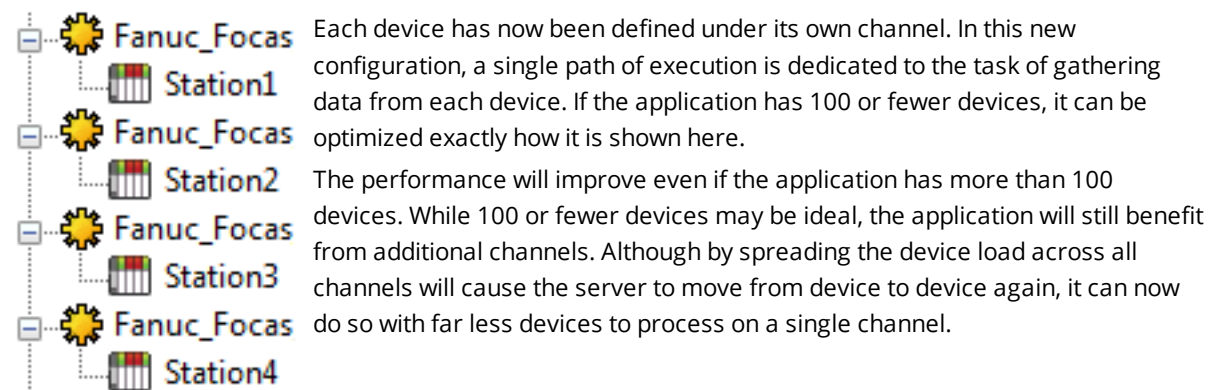 Fanuc_Focas
Station1
Fanuc_Focas
Station2
Fanuc_Focas
Station3
Fanuc_Focas
Station4
Each device has now been defined under its own channel. In this new
configuration, a single path of execution is dedicated to the task of gathering
data from each device. If the application has 100 or fewer devices, it can be
optimized exactly how it is shown here.
The performance will improve even if the application has more than 100
devices. While 100 or fewer devices may be ideal, the application will still benefit
from additional channels. Although by spreading the device load across all
channels will cause the server to move from device to device again, it can now
do so with far less devices to process on a single channel.